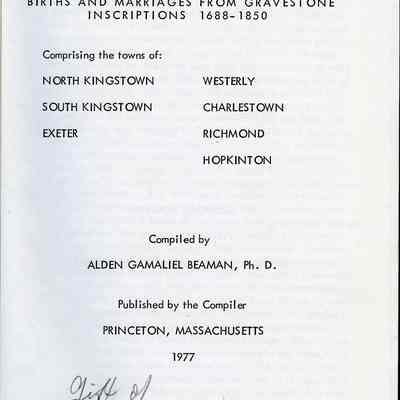 BIRTHS AND MARRIAGES FROM GRAVESTONE
INSCRIPTIONS 1688-1850
Comprising the towns of:
NORTH KINGSTOWN WESTERLY
SOUTH KINGSTOWN CHARLESTOWN
EXETER RICHMOND
HOPKINTON
Compiled by
ALDEN GAMALIEL BEAMAN, Ph. D.
Published by the Compiler
PRINCETON, MASSACHUSETTS
1977
Gift of